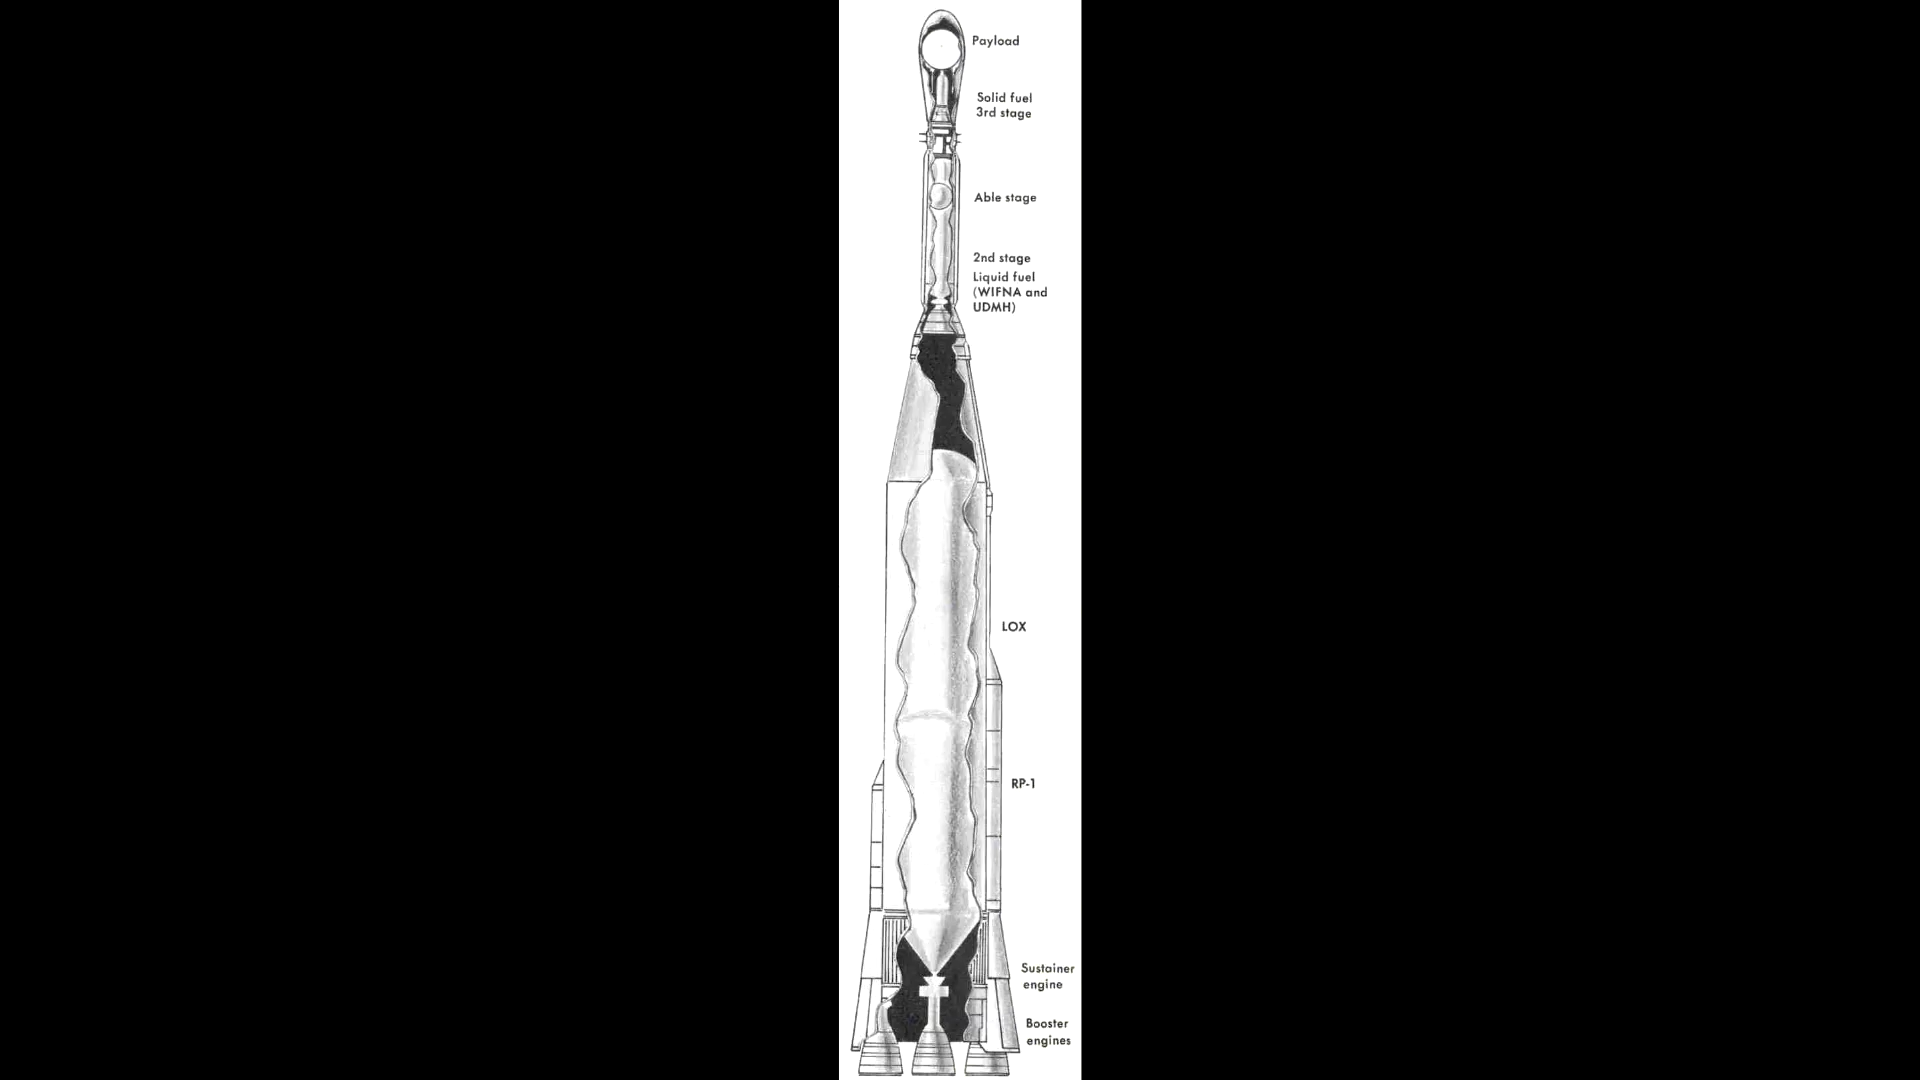 Payload
Solid fuel
3rd stage
Able stage
2nd stage
Liquid fuel
(WIFNA and
UDMH)
LOX
RP-1
Sustainer
engine
Booster
engines